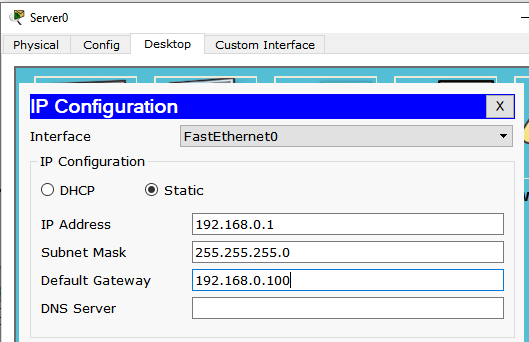 Server0
Physical Config Desktop Custom Interface
IP Configuration X
Interface FastEthernet0
IP Configuration
DHCP Static
IP Address 192.168.0.1
Subnet Mask 255.255.255.0
Default Gateway 192.168.0.100
DNS Server